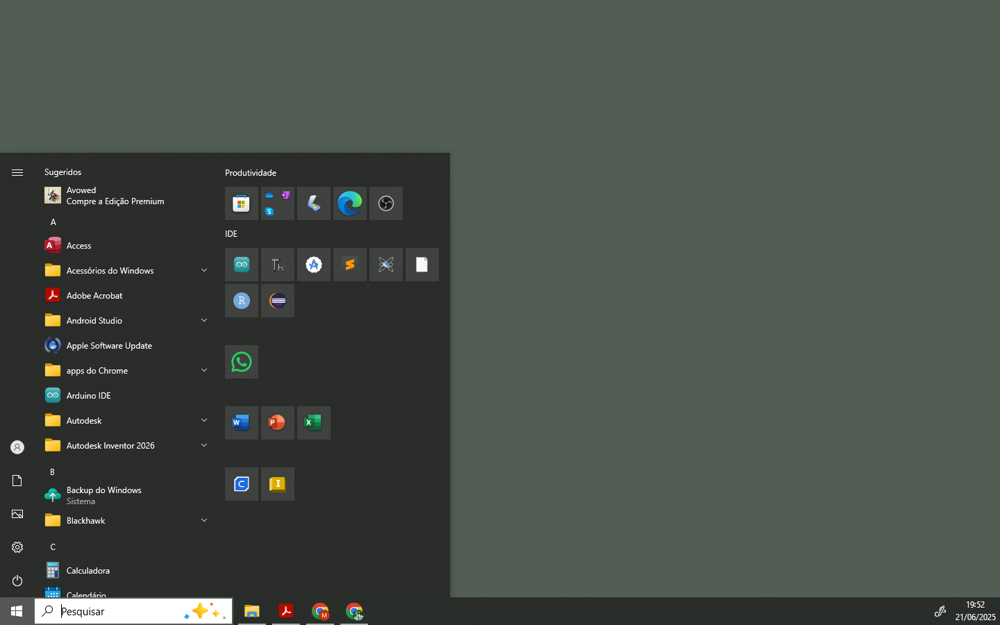 Sugeridos
Avowed
Compre a Edição Premium
A
Access
Acessórios do Windows
Adobe Acrobat
Android Studio
Apple Software Update
apps do Chrome
Arduino IDE
Autodesk
Autodesk Inventor 2026
B
Backup do Windows
Sistema
Blackhawk
C
Calculadora
Calendário
Produtividade
IDE
Pesquisar
19:52
21/06/2025